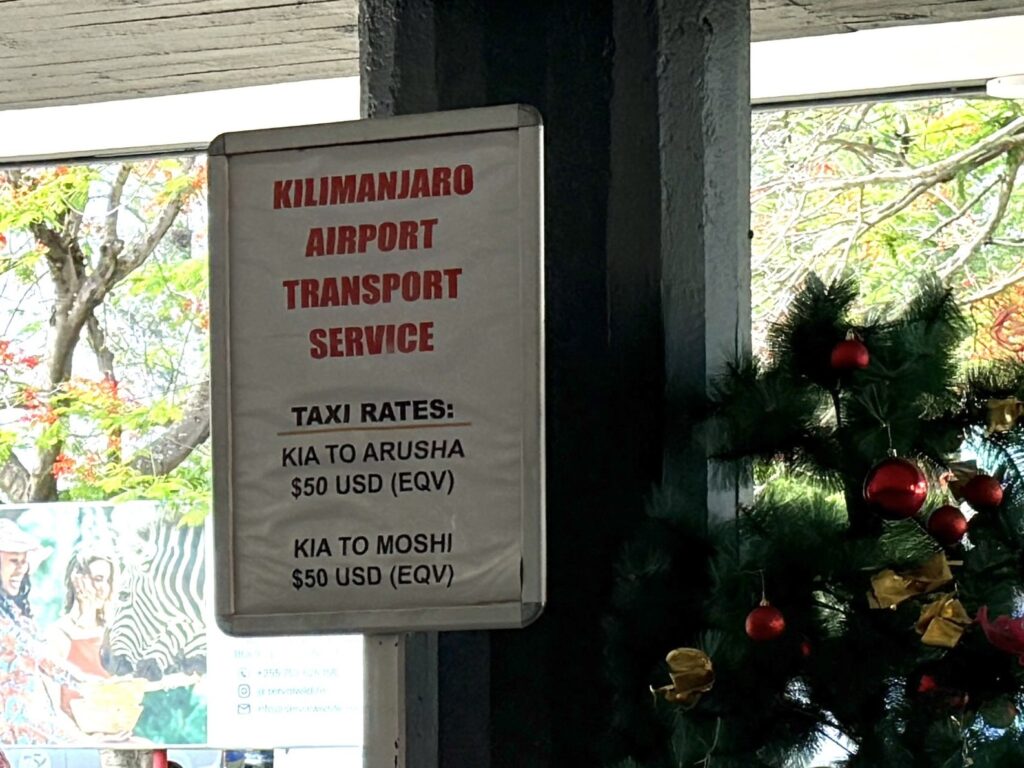 KILIMANJARO
AIRPORT
TRANSPORT
SERVICE
TAXI RATES:
KIA TO ARUSHA
$50 USD (EQV)
KIA TO MOSHI
$50 USD (EQV)